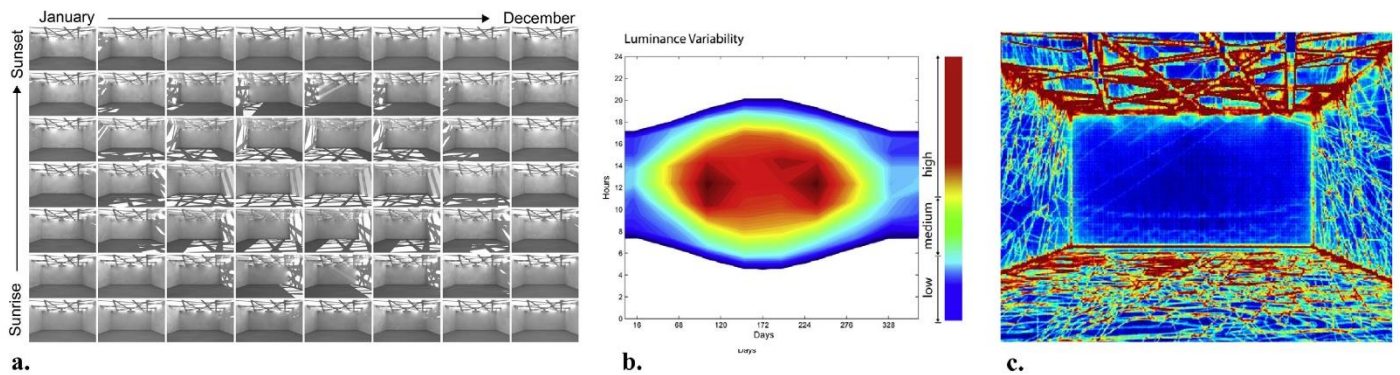 January
December
Sunset
Sunrise
a.
Luminance Variability
24
22
20
18
16
14
12
10
8
6
4
2
0
Hours
16 68 120 172 224 276 328
Days
Days
high
medium
low
b.
c.